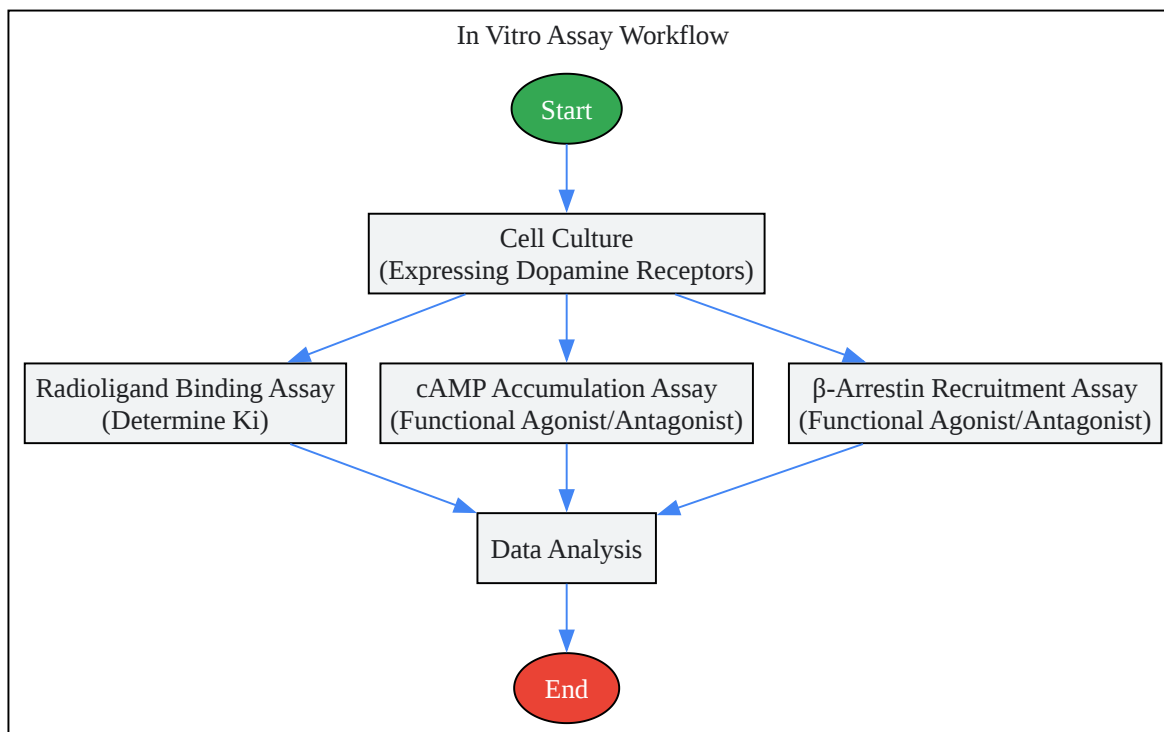 In Vitro Assay Workflow
Start
Cell Culture
(Expressing Dopamine Receptors)
Radioligand Binding Assay
(Determine Ki)
cAMP Accumulation Assay
(Functional Agonist/Antagonist)
β-Arrestin Recruitment Assay
(Functional Agonist/Antagonist)
Data Analysis
End